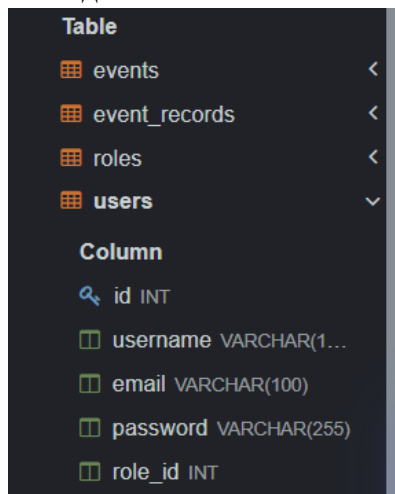 Table
events
event_records
roles
users
Column
id INT
username VARCHAR(1...
email VARCHAR(100)
password VARCHAR(255)
role_id INT